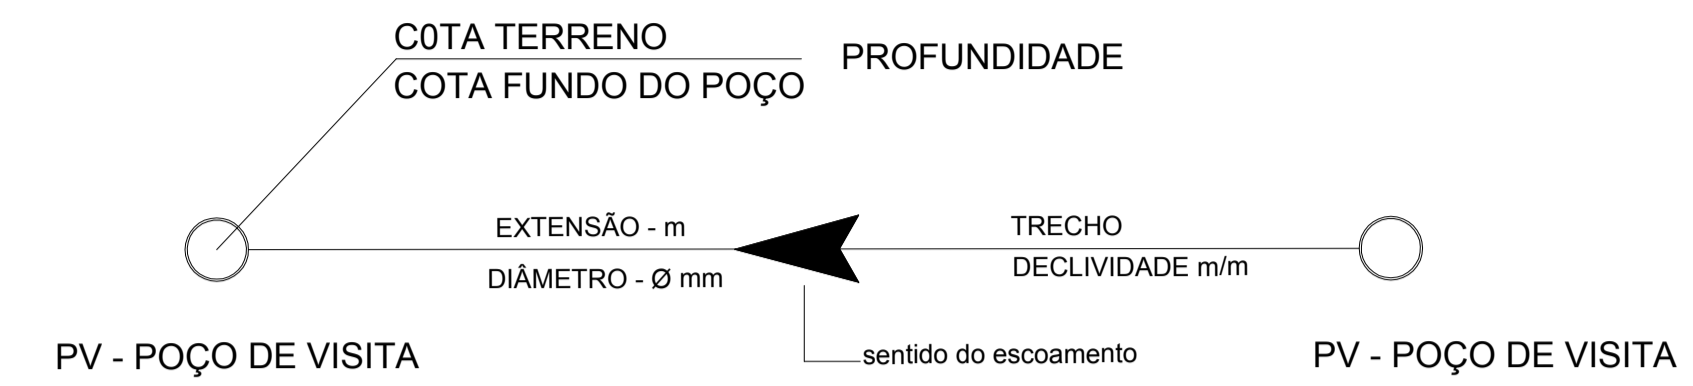 C0TA TERRENO
PROFUNDIDADE
COTA FUNDO DO POÇO
EXTENSÃO - m
TRECHO
DIÂMETRO - Ø mm
DECLIVIDADE m/m
sentido do escoamento
PV - POÇO DE VISITA
PV - POÇO DE VISITA